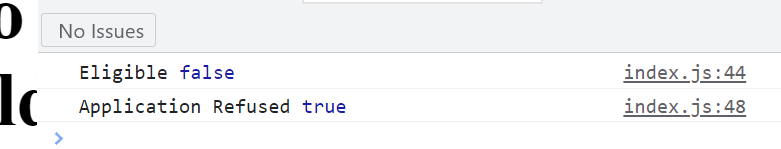 No Issues
Eligible false index.js:44
Application Refused true index.js:48